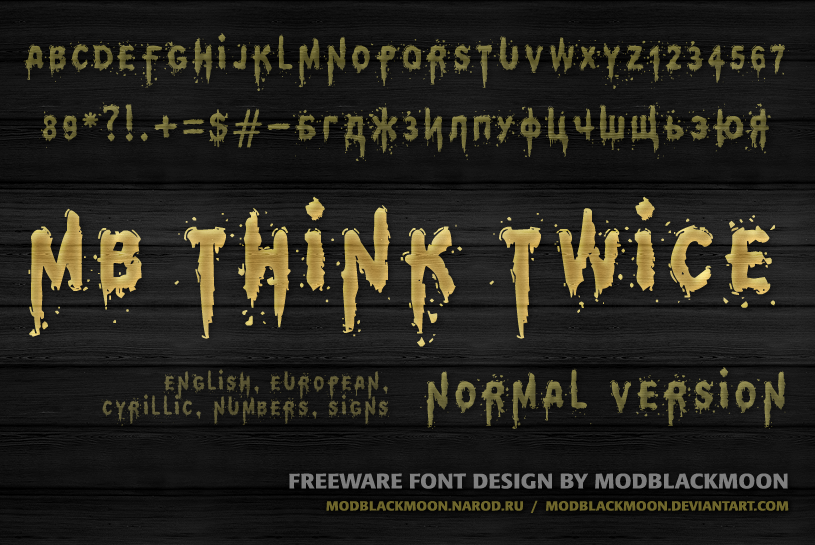 ABCDEFGHiJKLMNOPQRSTUVWXYZ1234567
89*?!.+=$#-БГДЖЗИЛПУФЦЧШЩЬЭЮЯ
MB THiNK TWiCE
ENGLiSH, EUROPEAN,
CYRiLLiC, NUMBERS, SiGNS
NORMAL VERSiON
FREEWARE FONT DESIGN BY MODBLACKMOON
MODBLACKMOON.NAROD.RU / MODBLACKMOON.DEVIANTART.COM